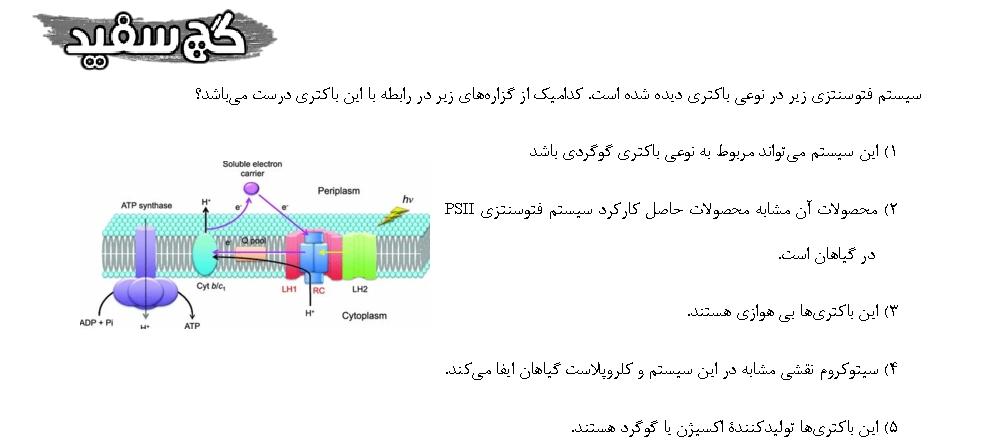 گچ سفید
سیستم فتوسنتزی زیر در نوعی باکتری دیده شده است. کدامیک از گزاره‌های زیر در رابطه با این باکتری درست می‌باشد؟
۱) این سیستم می‌تواند مربوط به نوعی باکتری گوگردی باشد
۲) محصولات آن مشابه محصولات حاصل کارکرد سیستم فتوسنتزی PSII
در گیاهان است.
۳) این باکتری‌ها بی هوازی هستند.
۴) سیتوکروم نقشی مشابه در این سیستم و کلروپلاست گیاهان ایفا می‌کند.
۵) این باکتری‌ها تولیدکنندهٔ اکسیژن یا گوگرد هستند.
Soluble electron
carrier
Periplasm
hν
ATP synthase
H⁺
e⁻
e⁻
e⁻
Q pool
Cyt b/c₁
LH1
RC
LH2
H⁺
Cytoplasm
ADP + Pi
H⁺
ATP